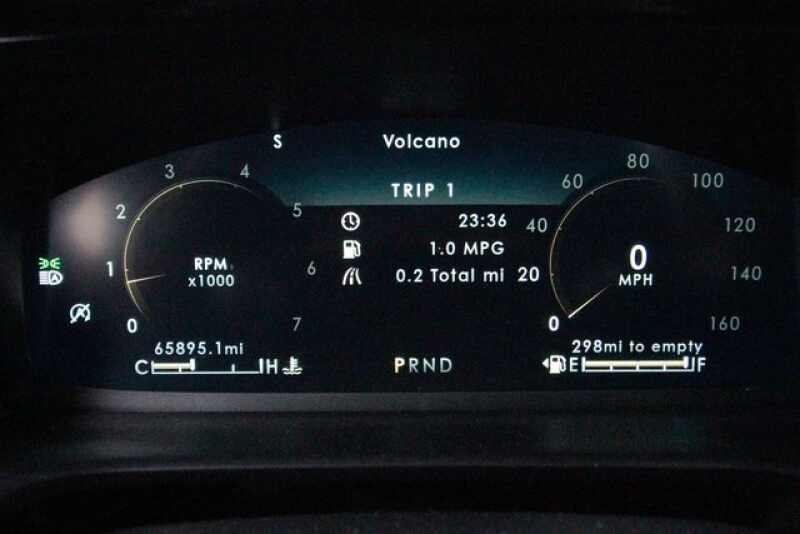 S Volcano
TRIP 1
23:36
1.0 MPG
0.2 Total mi
0 1 2 3 4 5 6 7
RPM
x1000
0 20 40 60 80 100 120 140 160
0
MPH
65895.1mi
C H
PRND
298mi to empty
E F